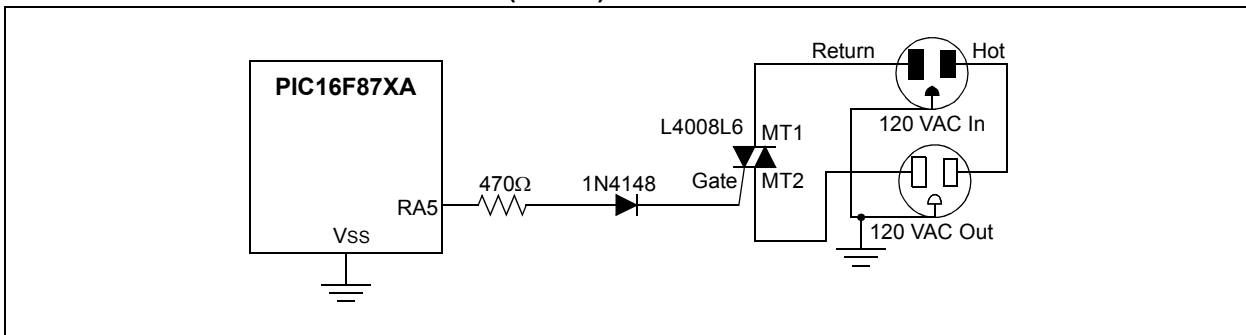 Return
Hot
PIC16F87XA
L4008L6
MT1
120 VAC In
470Ω
1N4148
Gate
MT2
RA5
VSS
120 VAC Out